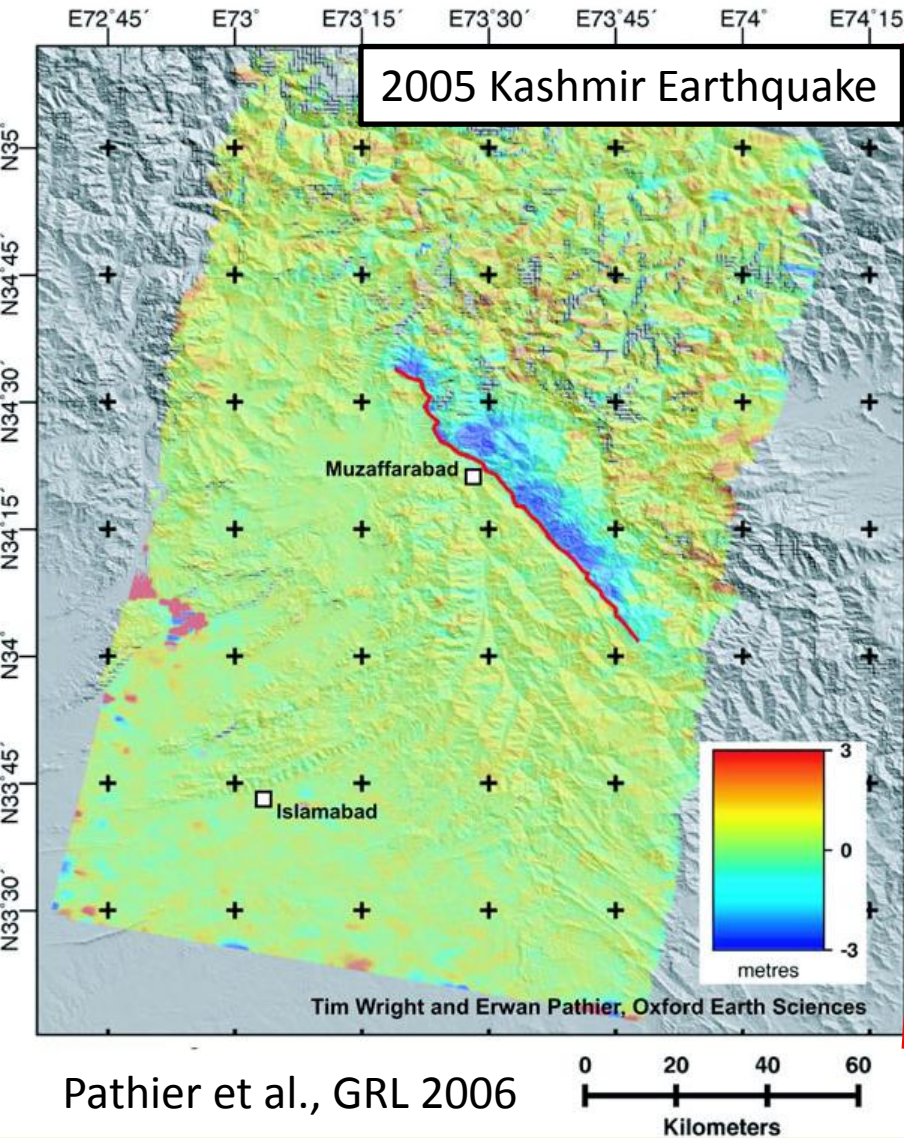 E72˚45´ E73˚ E73˚15´ E73˚30´ E73˚45´ E74˚ E74˚15´
2005 Kashmir Earthquake
N35˚
N34˚45´
N34˚30´
Muzaffarabad
N34˚15´
N34˚
N33˚45´
Islamabad
N33˚30´
3
0
-3
metres
Tim Wright and Erwan Pathier, Oxford Earth Sciences
Pathier et al., GRL 2006
0 20 40 60
Kilometers